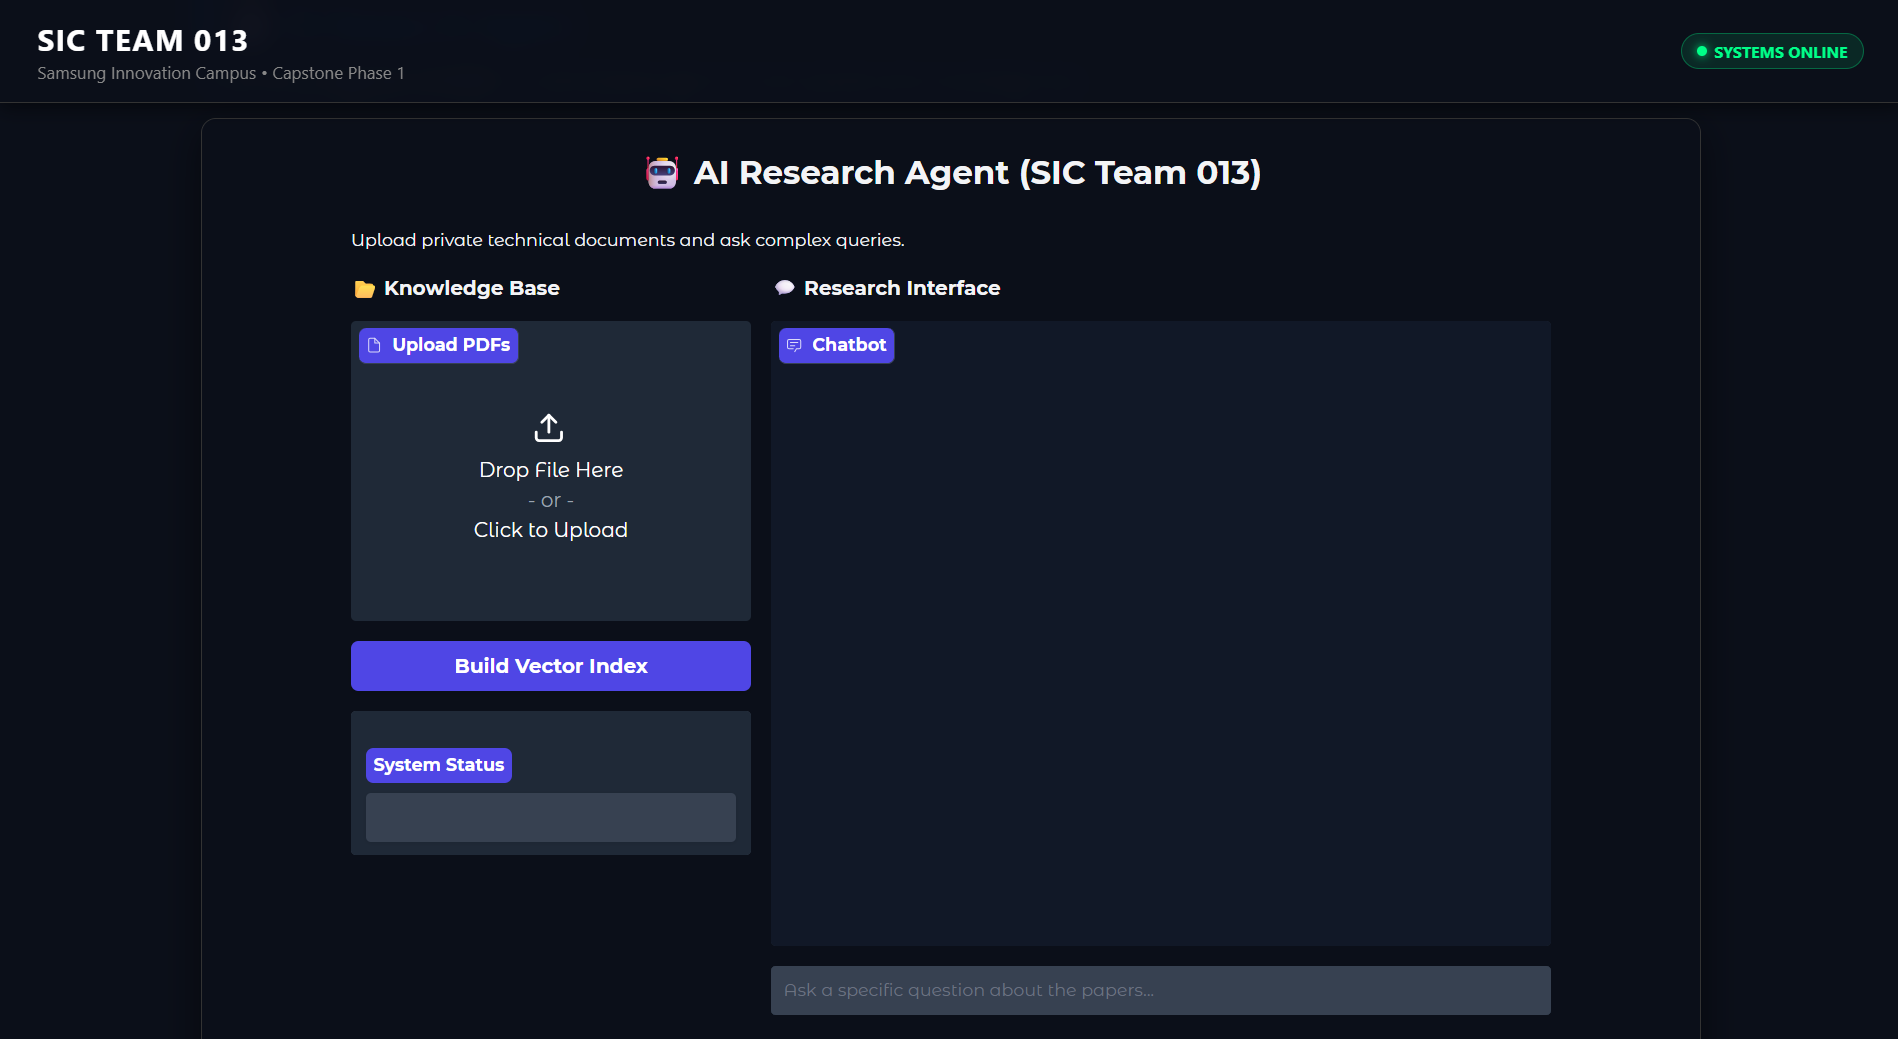 SIC TEAM 013
Samsung Innovation Campus • Capstone Phase 1
SYSTEMS ONLINE
AI Research Agent (SIC Team 013)
Upload private technical documents and ask complex queries.
Knowledge Base
Upload PDFs
Drop File Here
- or -
Click to Upload
Build Vector Index
System Status
Research Interface
Chatbot
Ask a specific question about the papers...